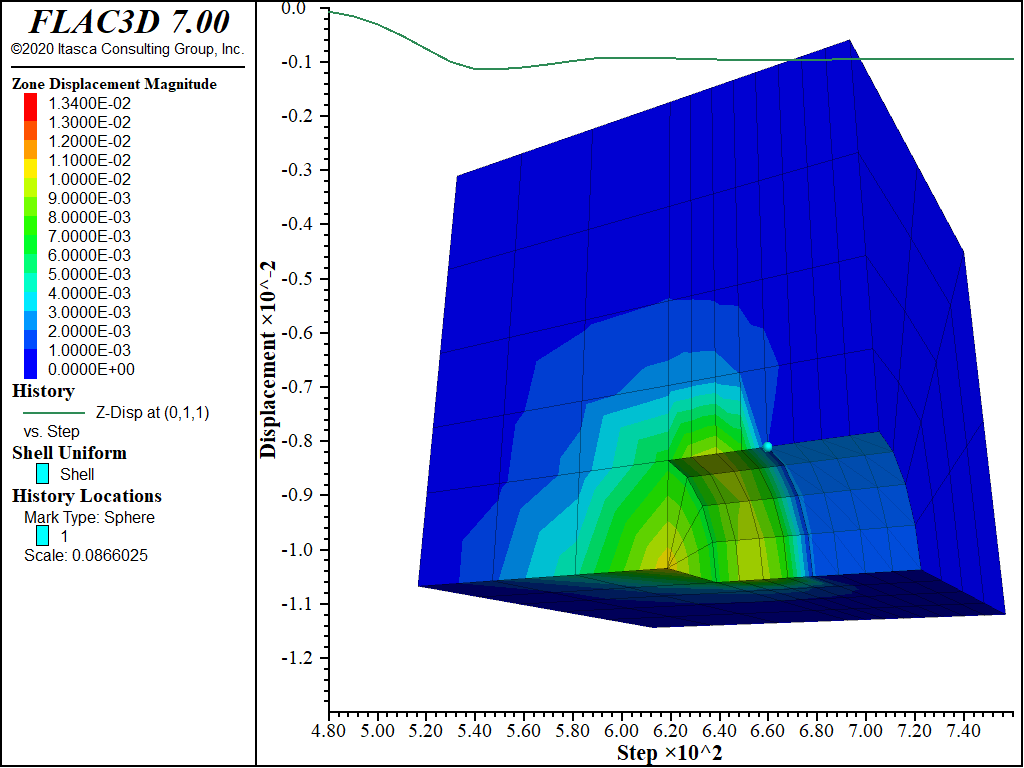 FLAC3D 7.00
©2020 Itasca Consulting Group, Inc.
Zone Displacement Magnitude
1.3400E-02
1.3000E-02
1.2000E-02
1.1000E-02
1.0000E-02
9.0000E-03
8.0000E-03
7.0000E-03
6.0000E-03
5.0000E-03
4.0000E-03
3.0000E-03
2.0000E-03
1.0000E-03
0.0000E+00
History
Z-Disp at (0,1,1)
vs. Step
Shell Uniform
Shell
History Locations
Mark Type: Sphere
1
Scale: 0.0866025
0.0
-0.1
-0.2
-0.3
-0.4
-0.5
-0.6
-0.7
-0.8
-0.9
-1.0
-1.1
-1.2
Displacement ×10^-2
4.80 5.00 5.20 5.40 5.60 5.80 6.00 6.20 6.40 6.60 6.80 7.00 7.20 7.40
Step ×10^2